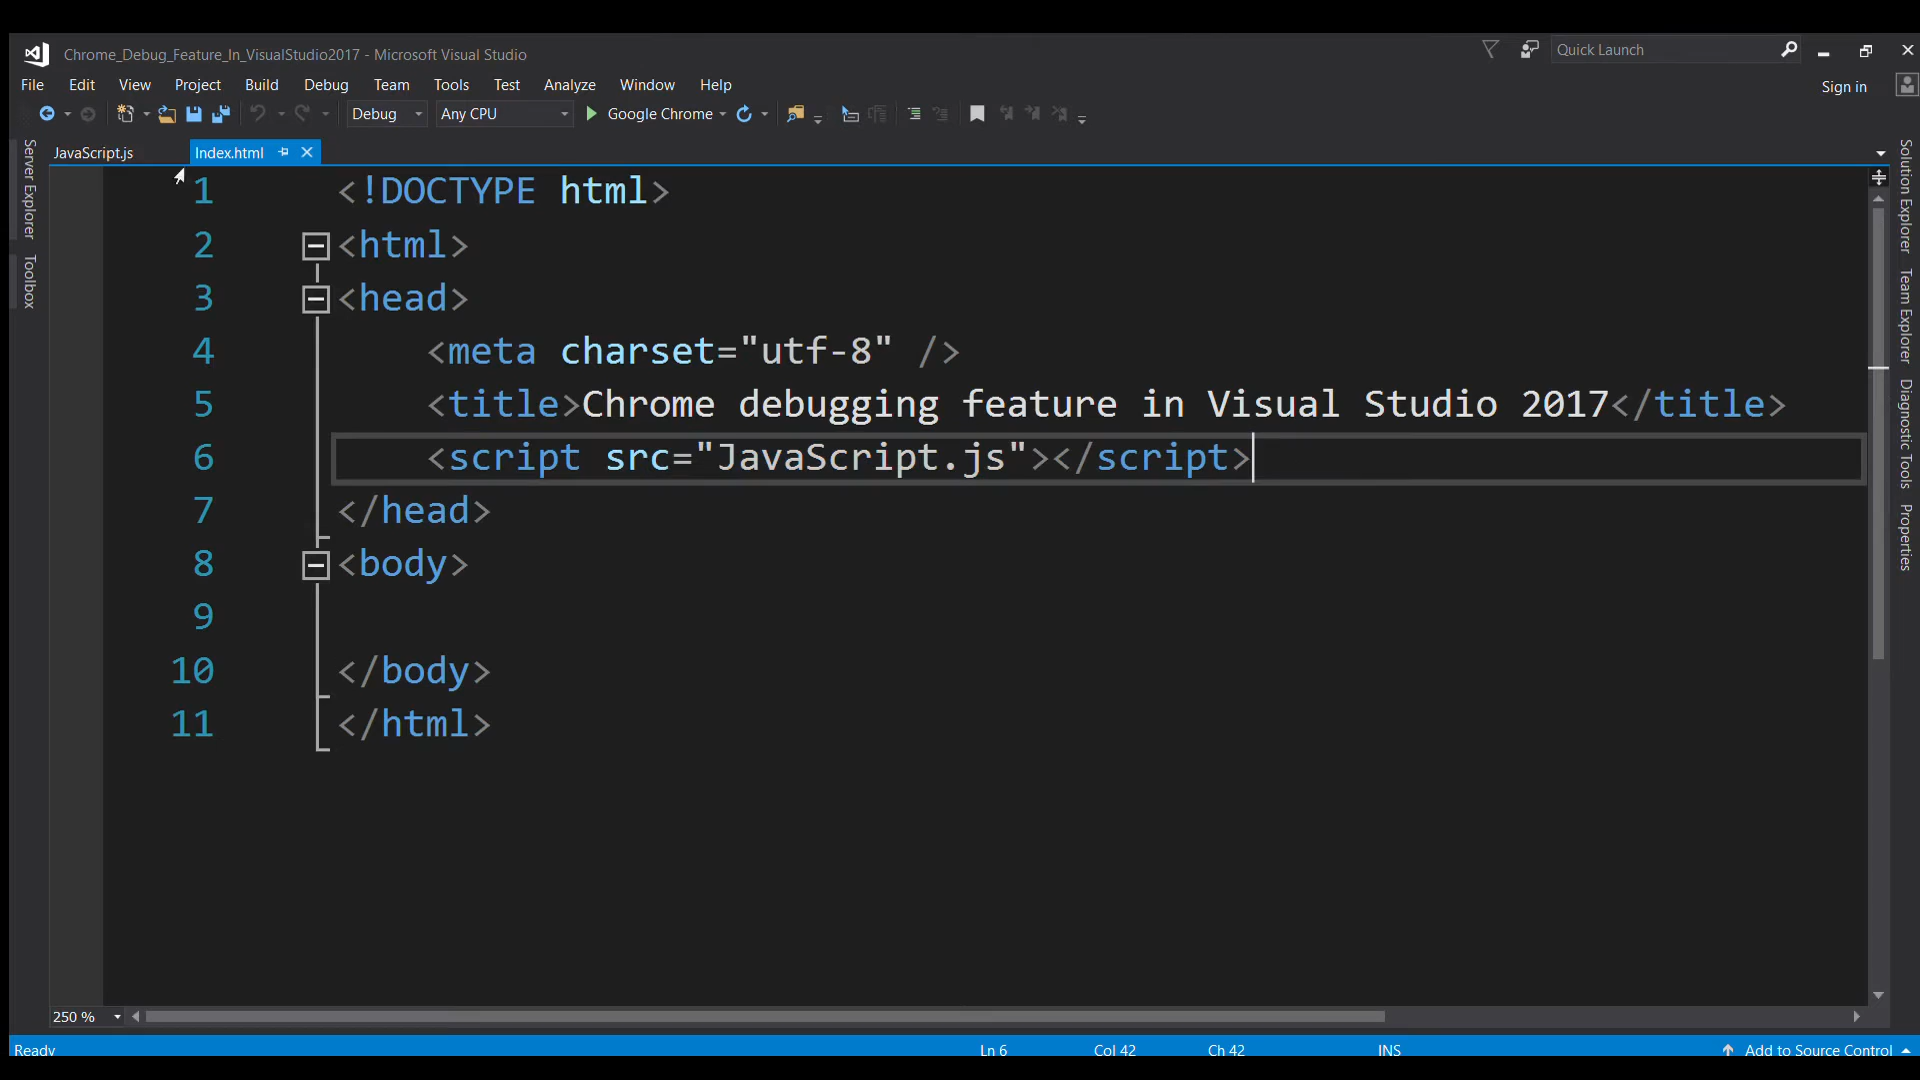 Chrome_Debug_Feature_In_VisualStudio2017 - Microsoft Visual Studio
Quick Launch
File Edit View Project Build Debug Team Tools Test Analyze Window Help
Sign in
Debug Any CPU Google Chrome
JavaScript.js Index.html
Server Explorer
Toolbox
1 <!DOCTYPE html>
2 <html>
3 <head>
4 <meta charset="utf-8" />
5 <title>Chrome debugging feature in Visual Studio 2017</title>
6 <script src="JavaScript.js"></script>
7 </head>
8 <body>
9
10 </body>
11 </html>
Solution Explorer
Team Explorer
Diagnostic Tools
Properties
250 %
Ready Ln 6 Col 42 Ch 42 INS Add to Source Control